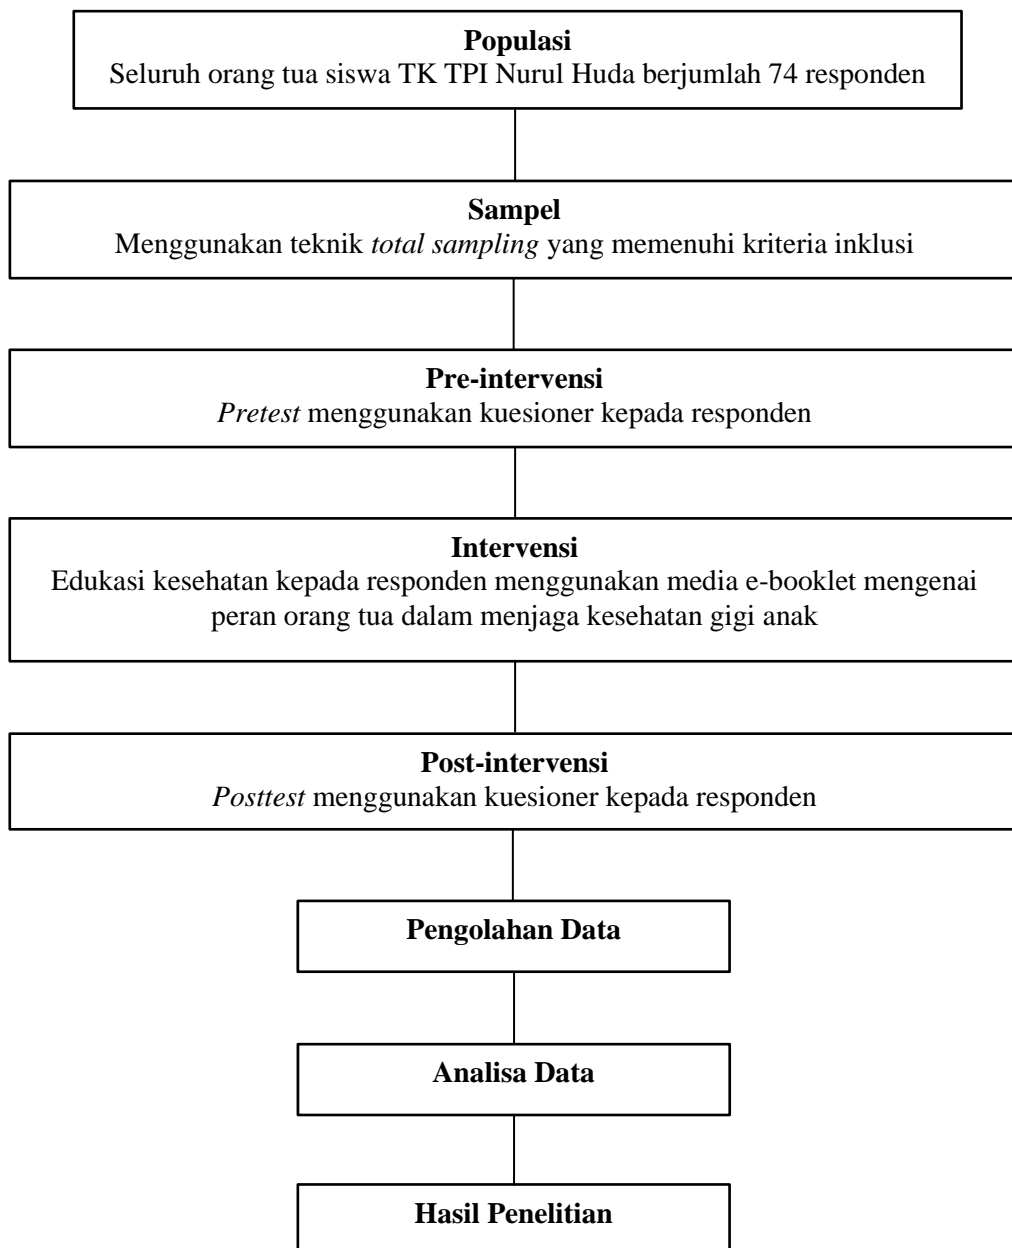 Populasi
Seluruh orang tua siswa TK TPI Nurul Huda berjumlah 74 responden
Sampel
Menggunakan teknik total sampling yang memenuhi kriteria inklusi
Pre-intervensi
Pretest menggunakan kuesioner kepada responden
Intervensi
Edukasi kesehatan kepada responden menggunakan media e-booklet mengenai
peran orang tua dalam menjaga kesehatan gigi anak
Post-intervensi
Posttest menggunakan kuesioner kepada responden
Pengolahan Data
Analisa Data
Hasil Penelitian